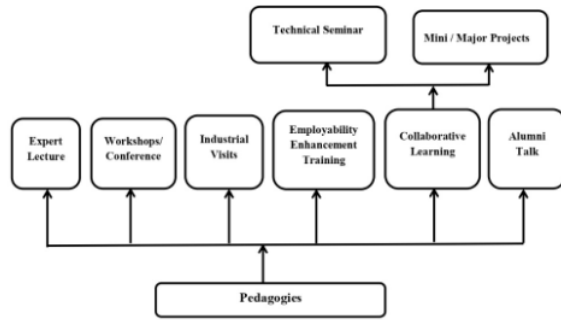 Technical Seminar
Mini / Major Projects
Expert
Lecture
Workshops/
Conference
Industrial
Visits
Employability
Enhancement
Training
Collaborative
Learning
Alumni
Talk
Pedagogies